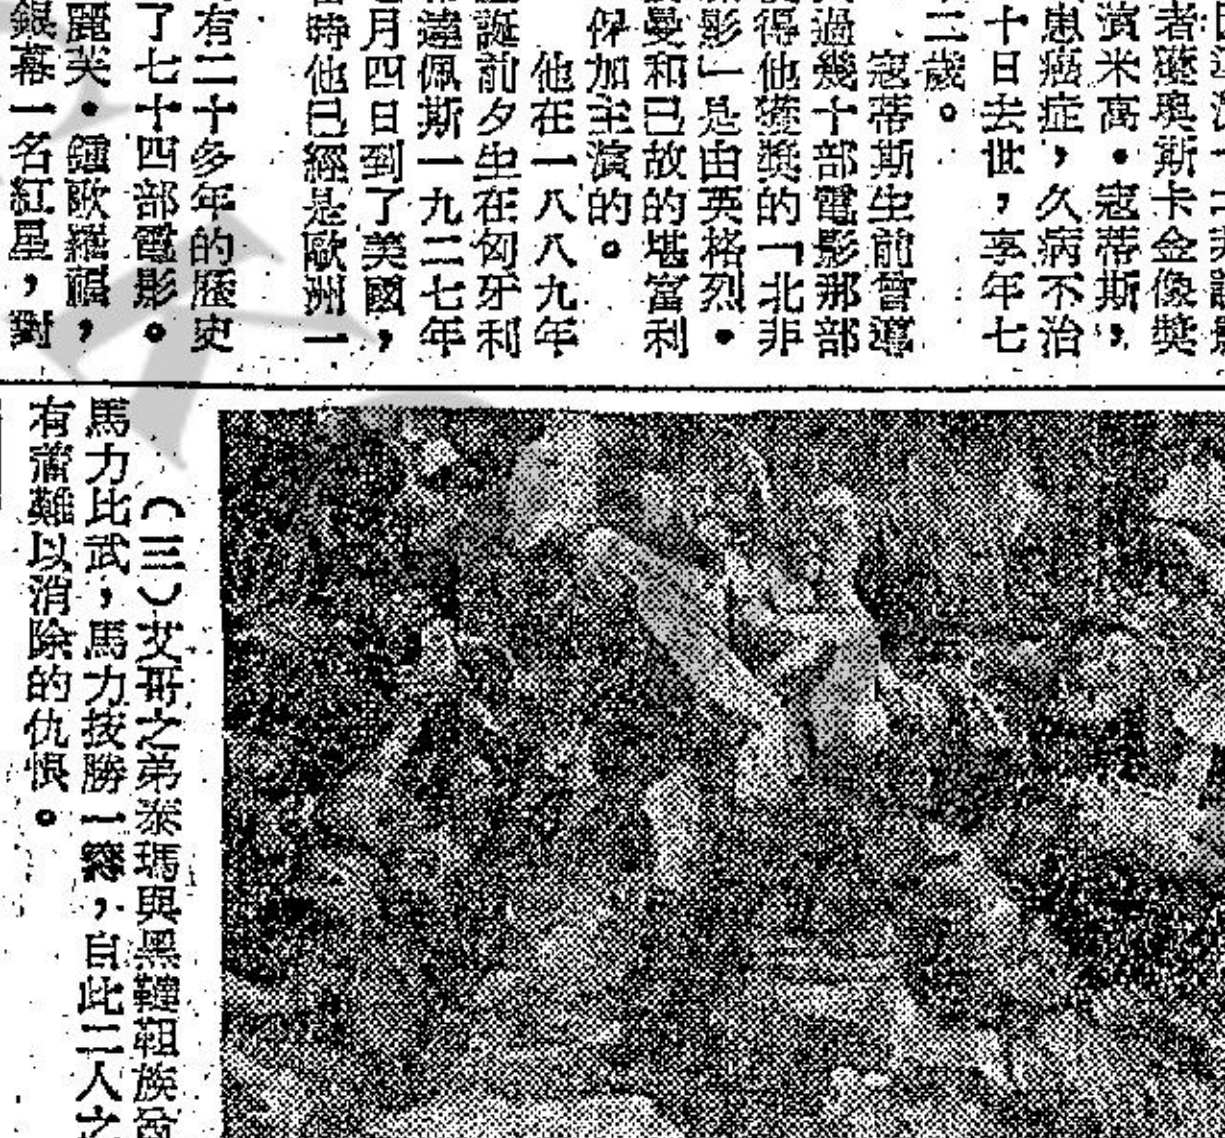 者獲奧斯卡金像獎
演米高・寇蒂斯，
患癌症，久病不治
十日去世，享年七
三歲。
寇蒂斯生前曾導
過幾十部電影那部
得他獲獎的「北非
影」是由英格烈・
曼和已故的堪富利
保加主演的。
他在一八八九年
誕前夕生在匈牙利
達佩斯一九二七年
月四日到了美國，
時他已經是歐洲一
有二十多年的歷史
了七十四部電影。
麗芙・鍾歐羅福，
銀幕一名紅星，對
（三）艾哥之弟泰瑪與黑韃靼族酋
馬力比武，馬力技勝一籌，自此二人之
有著難以消除的仇恨。